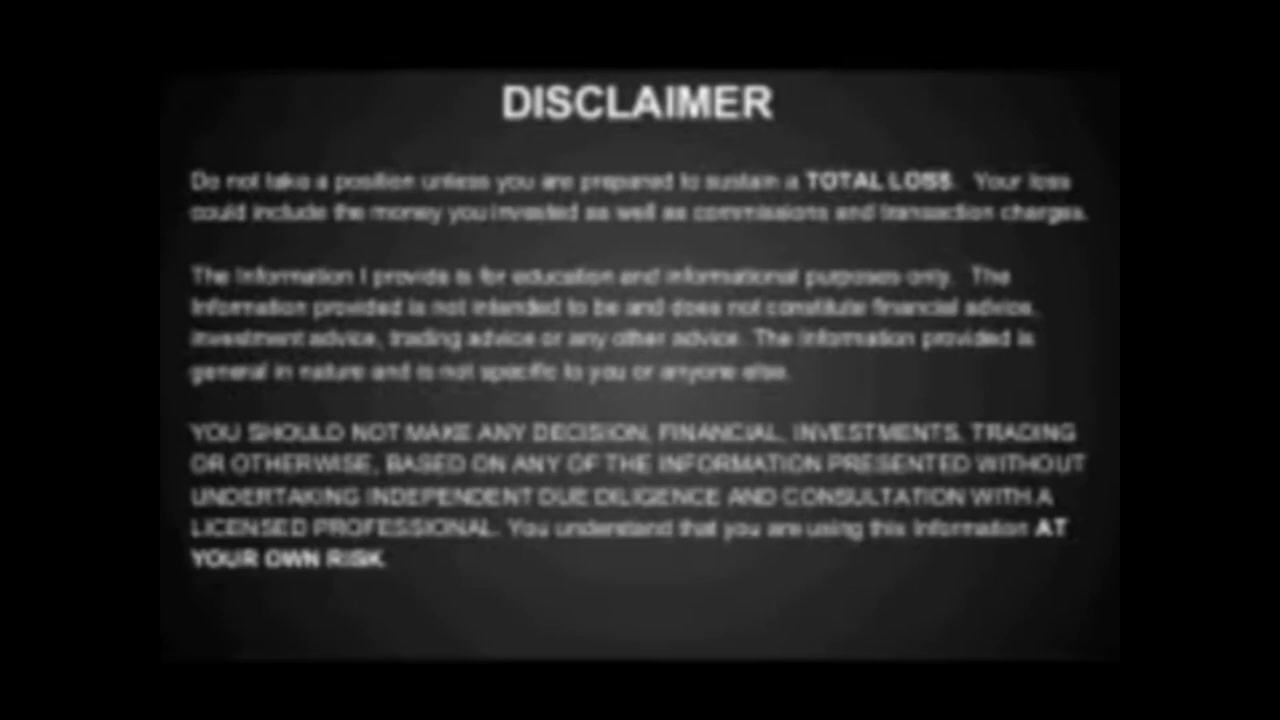 DISCLAIMER
Do not take a position unless you are prepared to sustain a TOTAL LOSS. Your loss
could include the money you invested as well as commissions and transaction charges.
The Information I provide is for education and informational purposes only. The
Information provided is not intended to be and does not constitute financial advice,
investment advice, trading advice or any other advice. The Information provided is
general in nature and is not specific to you or anyone else.
YOU SHOULD NOT MAKE ANY DECISION, FINANCIAL, INVESTMENTS, TRADING
OR OTHERWISE, BASED ON ANY OF THE INFORMATION PRESENTED WITHOUT
UNDERTAKING INDEPENDENT DUE DILIGENCE AND CONSULTATION WITH A
LICENSED PROFESSIONAL. You understand that you are using this Information AT
YOUR OWN RISK.